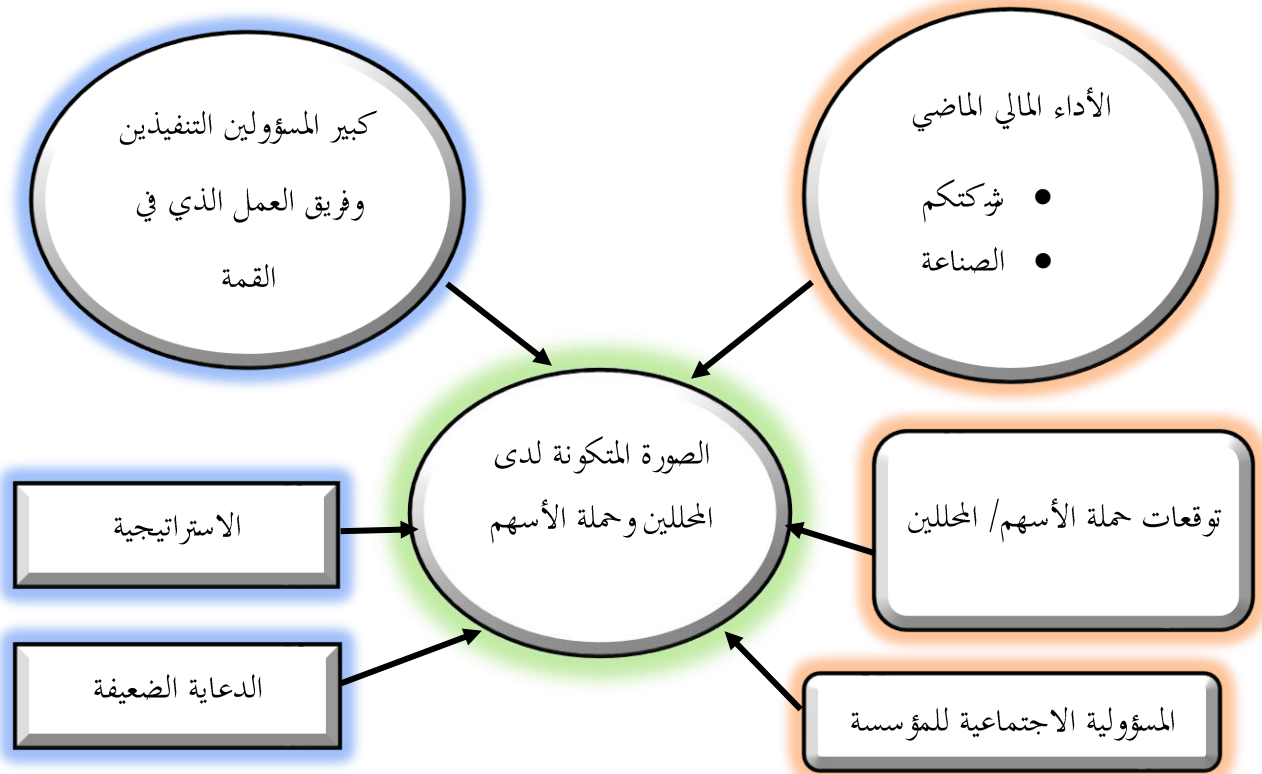 الأداء المالي الماضي
• شركتكم
• الصناعة
كبير المسؤولين التنفيذين
وفريق العمل الذي في
القمة
الصورة المتكونة لدى
المحللين وحملة الأسهم
توقعات حملة الأسهم/ المحللين
الاستراتيجية
المسؤولية الاجتماعية للمؤسسة
الدعاية الضعيفة